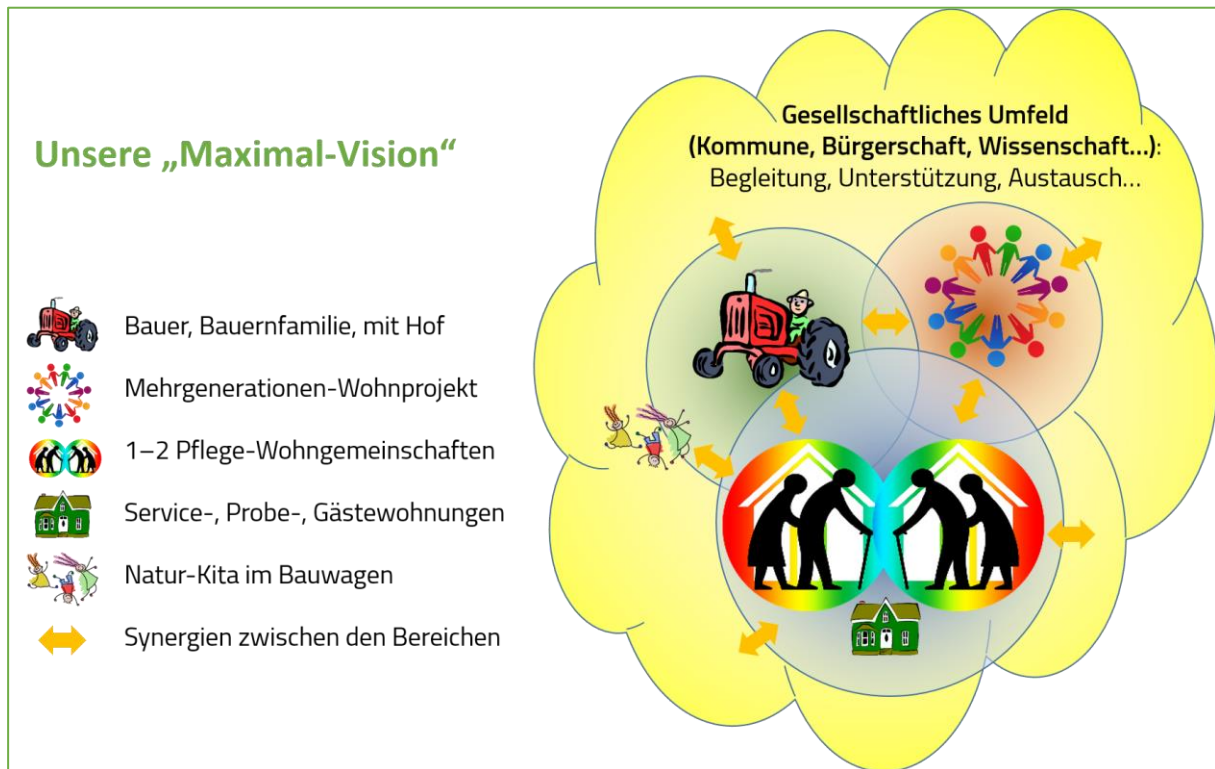 Unsere „Maximal-Vision“
Bauer, Bauernfamilie, mit Hof
Mehrgenerationen-Wohnprojekt
1–2 Pflege-Wohngemeinschaften
Service-, Probe-, Gästewohnungen
Natur-Kita im Bauwagen
Synergien zwischen den Bereichen
Gesellschaftliches Umfeld
(Kommune, Bürgerschaft, Wissenschaft…):
Begleitung, Unterstützung, Austausch…